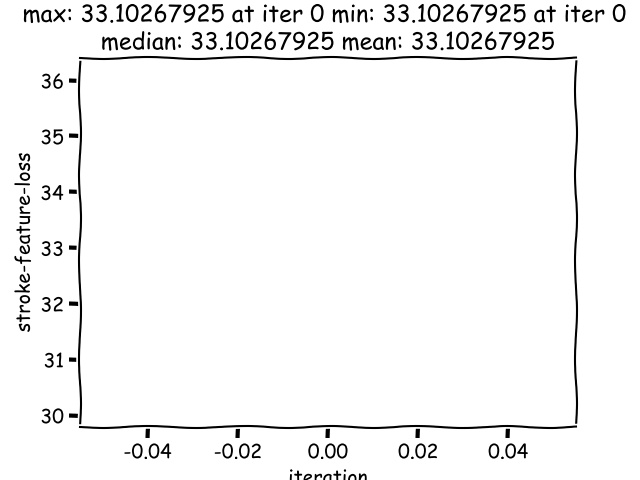 max: 33.10267925 at iter 0 min: 33.10267925 at iter 0
median: 33.10267925 mean: 33.10267925
36
35
34
33
32
31
30
stroke-feature-loss
-0.04 -0.02 0.00 0.02 0.04
iteration